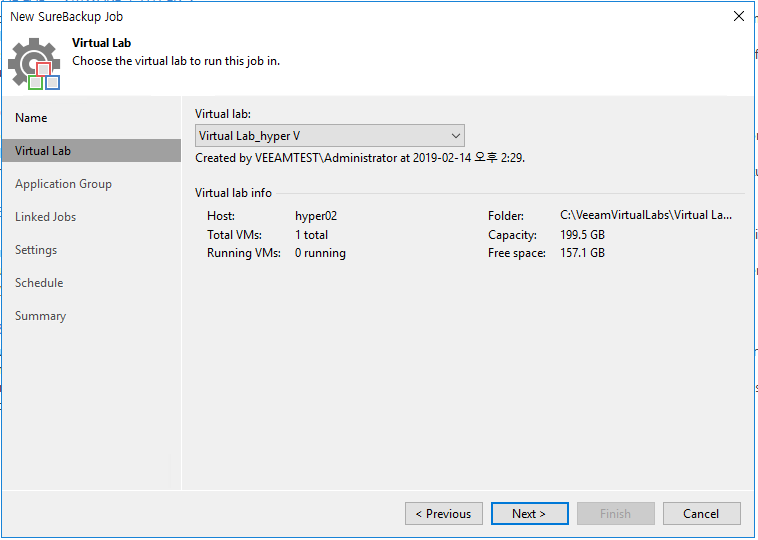 New SureBackup Job
Virtual Lab
Choose the virtual lab to run this job in.
Name
Virtual Lab
Application Group
Linked Jobs
Settings
Schedule
Summary
Virtual lab:
Virtual Lab_hyper V
Created by VEEAMTEST\Administrator at 2019-02-14 오후 2:29.
Virtual lab info
Host: hyper02 Folder: C:\VeeamVirtualLabs\Virtual La...
Total VMs: 1 total Capacity: 199.5 GB
Running VMs: 0 running Free space: 157.1 GB
< Previous Next > Finish Cancel